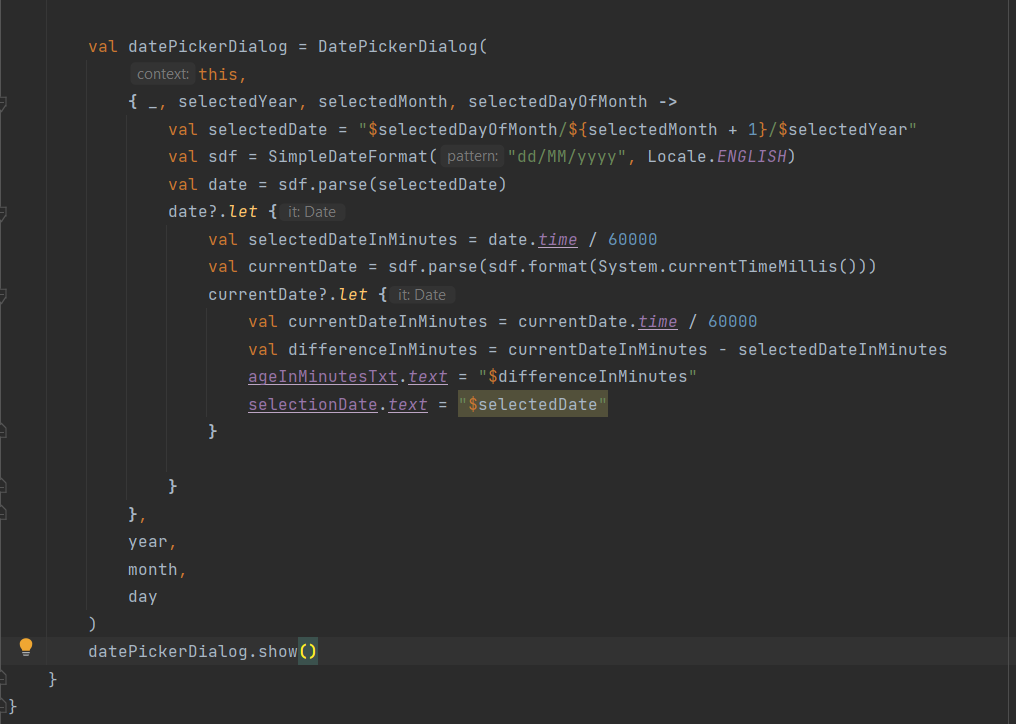 val datePickerDialog = DatePickerDialog(
context: this,
{ _, selectedYear, selectedMonth, selectedDayOfMonth ->
val selectedDate = "$selectedDayOfMonth/${selectedMonth + 1}/$selectedYear"
val sdf = SimpleDateFormat( pattern: "dd/MM/yyyy", Locale.ENGLISH)
val date = sdf.parse(selectedDate)
date?.let { it: Date
val selectedDateInMinutes = date.time / 60000
val currentDate = sdf.parse(sdf.format(System.currentTimeMillis()))
currentDate?.let { it: Date
val currentDateInMinutes = currentDate.time / 60000
val differenceInMinutes = currentDateInMinutes - selectedDateInMinutes
ageInMinutesTxt.text = "$differenceInMinutes"
selectionDate.text = "$selectedDate"
}
}
},
year,
month,
day
)
datePickerDialog.show()
}
}